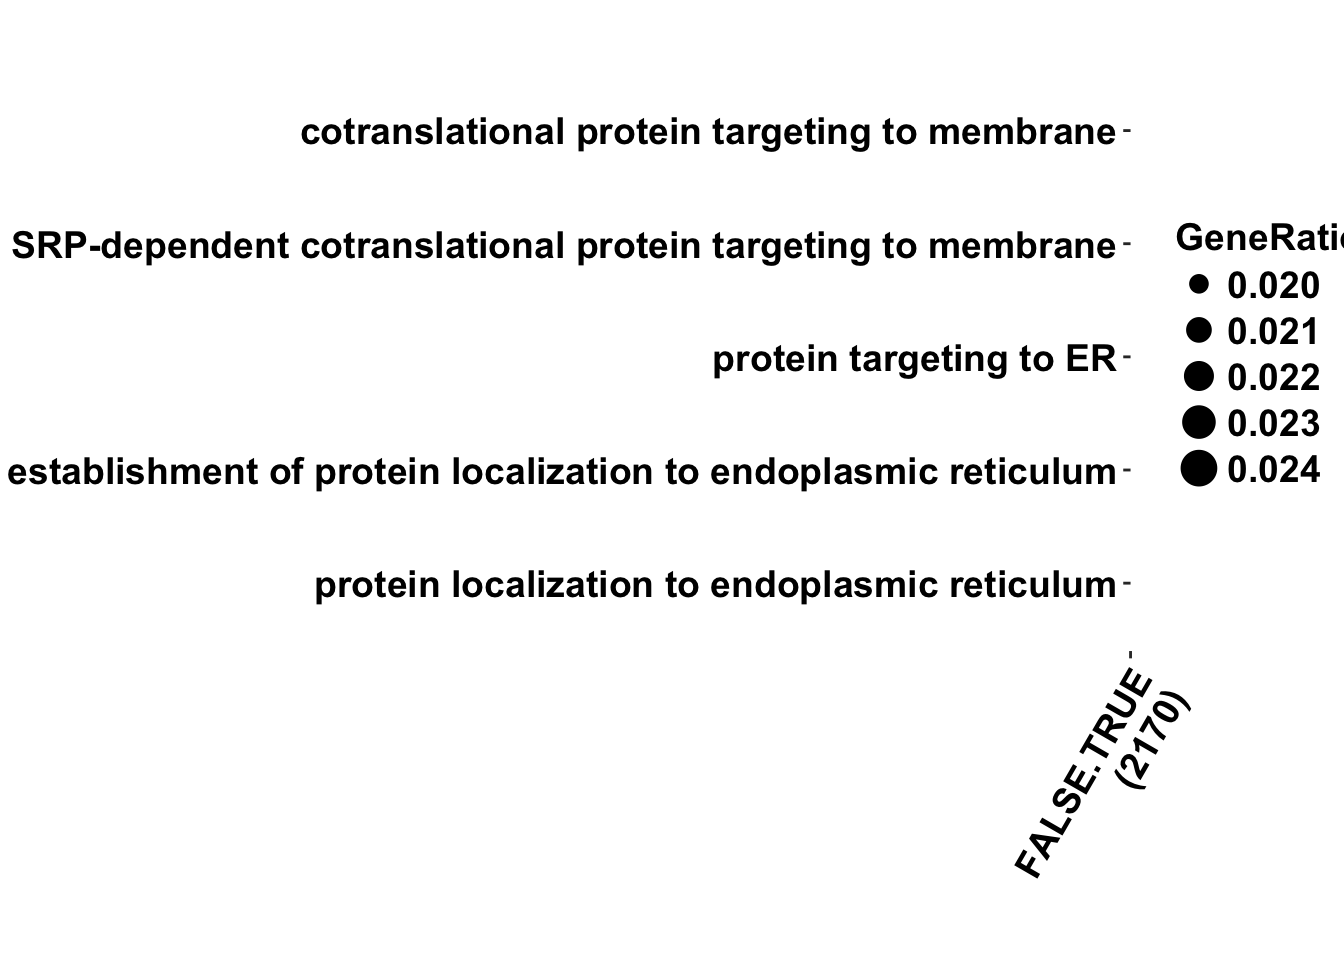 cotranslational protein targeting to membrane
SRP-dependent cotranslational protein targeting to membrane
protein targeting to ER
establishment of protein localization to endoplasmic reticulum
protein localization to endoplasmic reticulum
FALSE.TRUE
(2170)
GeneRatio
0.020
0.021
0.022
0.023
0.024